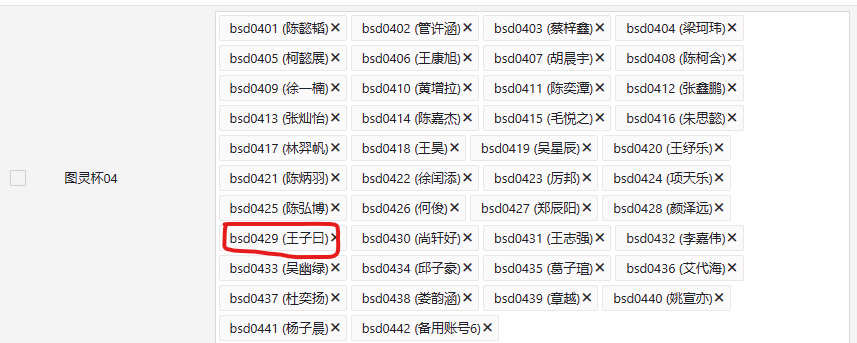 bsd0401 (陈懿韬)✕ bsd0402 (管许涵)✕ bsd0403 (蔡梓鑫)✕ bsd0404 (梁珂玮)✕
bsd0405 (柯懿展)✕ bsd0406 (王康旭)✕ bsd0407 (胡晨宇)✕ bsd0408 (陈柯含)✕
bsd0409 (徐一楠)✕ bsd0410 (黄增拉)✕ bsd0411 (陈奕潭)✕ bsd0412 (张鑫鹏)✕
bsd0413 (张灿怡)✕ bsd0414 (陈嘉杰)✕ bsd0415 (毛悦之)✕ bsd0416 (朱思懿)✕
bsd0417 (林羿帆)✕ bsd0418 (王昊)✕ bsd0419 (吴星辰)✕ bsd0420 (王纾乐)✕
图灵杯04 bsd0421 (陈炳羽)✕ bsd0422 (徐闰添)✕ bsd0423 (厉邦)✕ bsd0424 (项天乐)✕
bsd0425 (陈弘博)✕ bsd0426 (何俊)✕ bsd0427 (郑辰阳)✕ bsd0428 (颜泽远)✕
bsd0429 (王子曰)✕ bsd0430 (尚轩好)✕ bsd0431 (王志强)✕ bsd0432 (李嘉伟)✕
bsd0433 (吴幽绿)✕ bsd0434 (邱子豪)✕ bsd0435 (葛子瑄)✕ bsd0436 (艾代海)✕
bsd0437 (杜奕扬)✕ bsd0438 (娄韵涵)✕ bsd0439 (章越)✕ bsd0440 (姚宣亦)✕
bsd0441 (杨子晨)✕ bsd0442 (备用账号6)✕